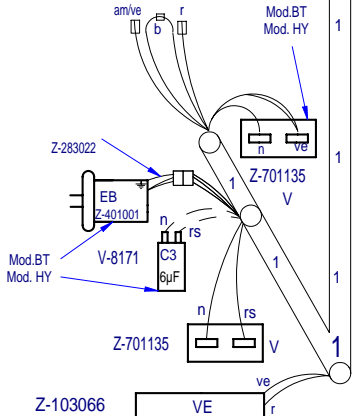 am/ve
b
r
Mod.BT
Mod. HY
1
n
ve
Z-283022
Z-701135
V
1
EB
Z-401001
1
n
rs
Mod.BT
Mod. HY
V-8171
C3
6µF
1
1
n
rs
Z-701135
V
1
ve
Z-103066
VE
r